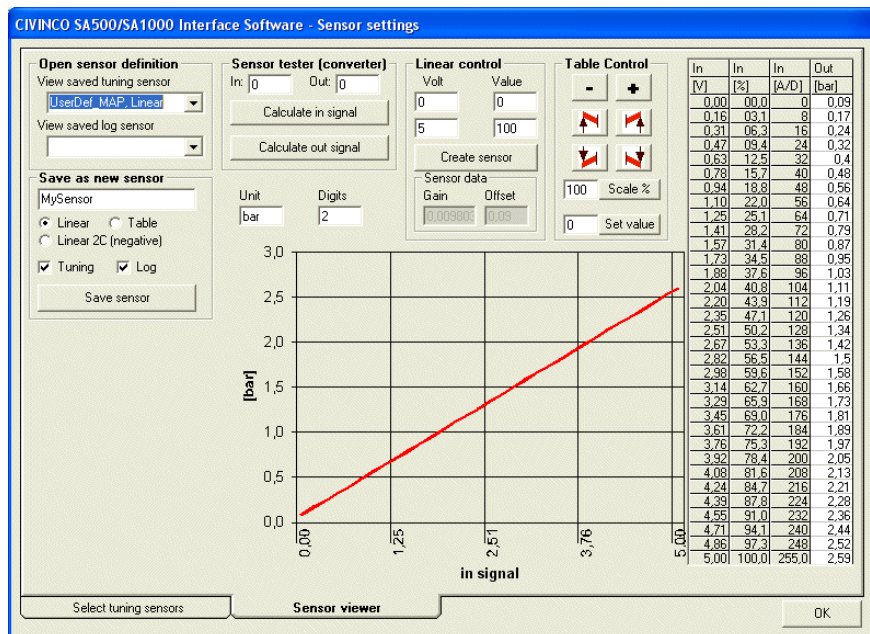 CIVINCO SA500/SA1000 Interface Software - Sensor settings
Open sensor definition
View saved tuning sensor
UserDef_MAP, Linear
View saved log sensor
Save as new sensor
MySensor
Linear Table
Linear 2C (negative)
Tuning Log
Save sensor
Sensor tester (converter)
In: 0 Out: 0
Calculate in signal
Calculate out signal
Unit Digits
bar 2
Linear control
Volt Value
0 0
5 100
Create sensor
Sensor data
Gain Offset
0,009803 0,09
Table Control
- +
100 Scale %
0 Set value
3,0
2,5
2,0
1,5
1,0
0,5
0,0
[bar]
0,00 1,25 2,51 3,76 5,00
in signal
In In In Out
[V] [%] [A/D] [bar]
0,00 00,0 0 0,09
0,16 03,1 8 0,17
0,31 06,3 16 0,24
0,47 09,4 24 0,32
0,63 12,5 32 0,4
0,78 15,7 40 0,48
0,94 18,8 48 0,56
1,10 22,0 56 0,64
1,25 25,1 64 0,71
1,41 28,2 72 0,79
1,57 31,4 80 0,87
1,73 34,5 88 0,95
1,88 37,6 96 1,03
2,04 40,8 104 1,11
2,20 43,9 112 1,19
2,35 47,1 120 1,26
2,51 50,2 128 1,34
2,67 53,3 136 1,42
2,82 56,5 144 1,5
2,98 59,6 152 1,58
3,14 62,7 160 1,66
3,29 65,9 168 1,73
3,45 69,0 176 1,81
3,61 72,2 184 1,89
3,76 75,3 192 1,97
3,92 78,4 200 2,05
4,08 81,6 208 2,13
4,24 84,7 216 2,21
4,39 87,8 224 2,28
4,55 91,0 232 2,36
4,71 94,1 240 2,44
4,86 97,3 248 2,52
5,00 100,0 255,0 2,59
Select tuning sensors Sensor viewer
OK